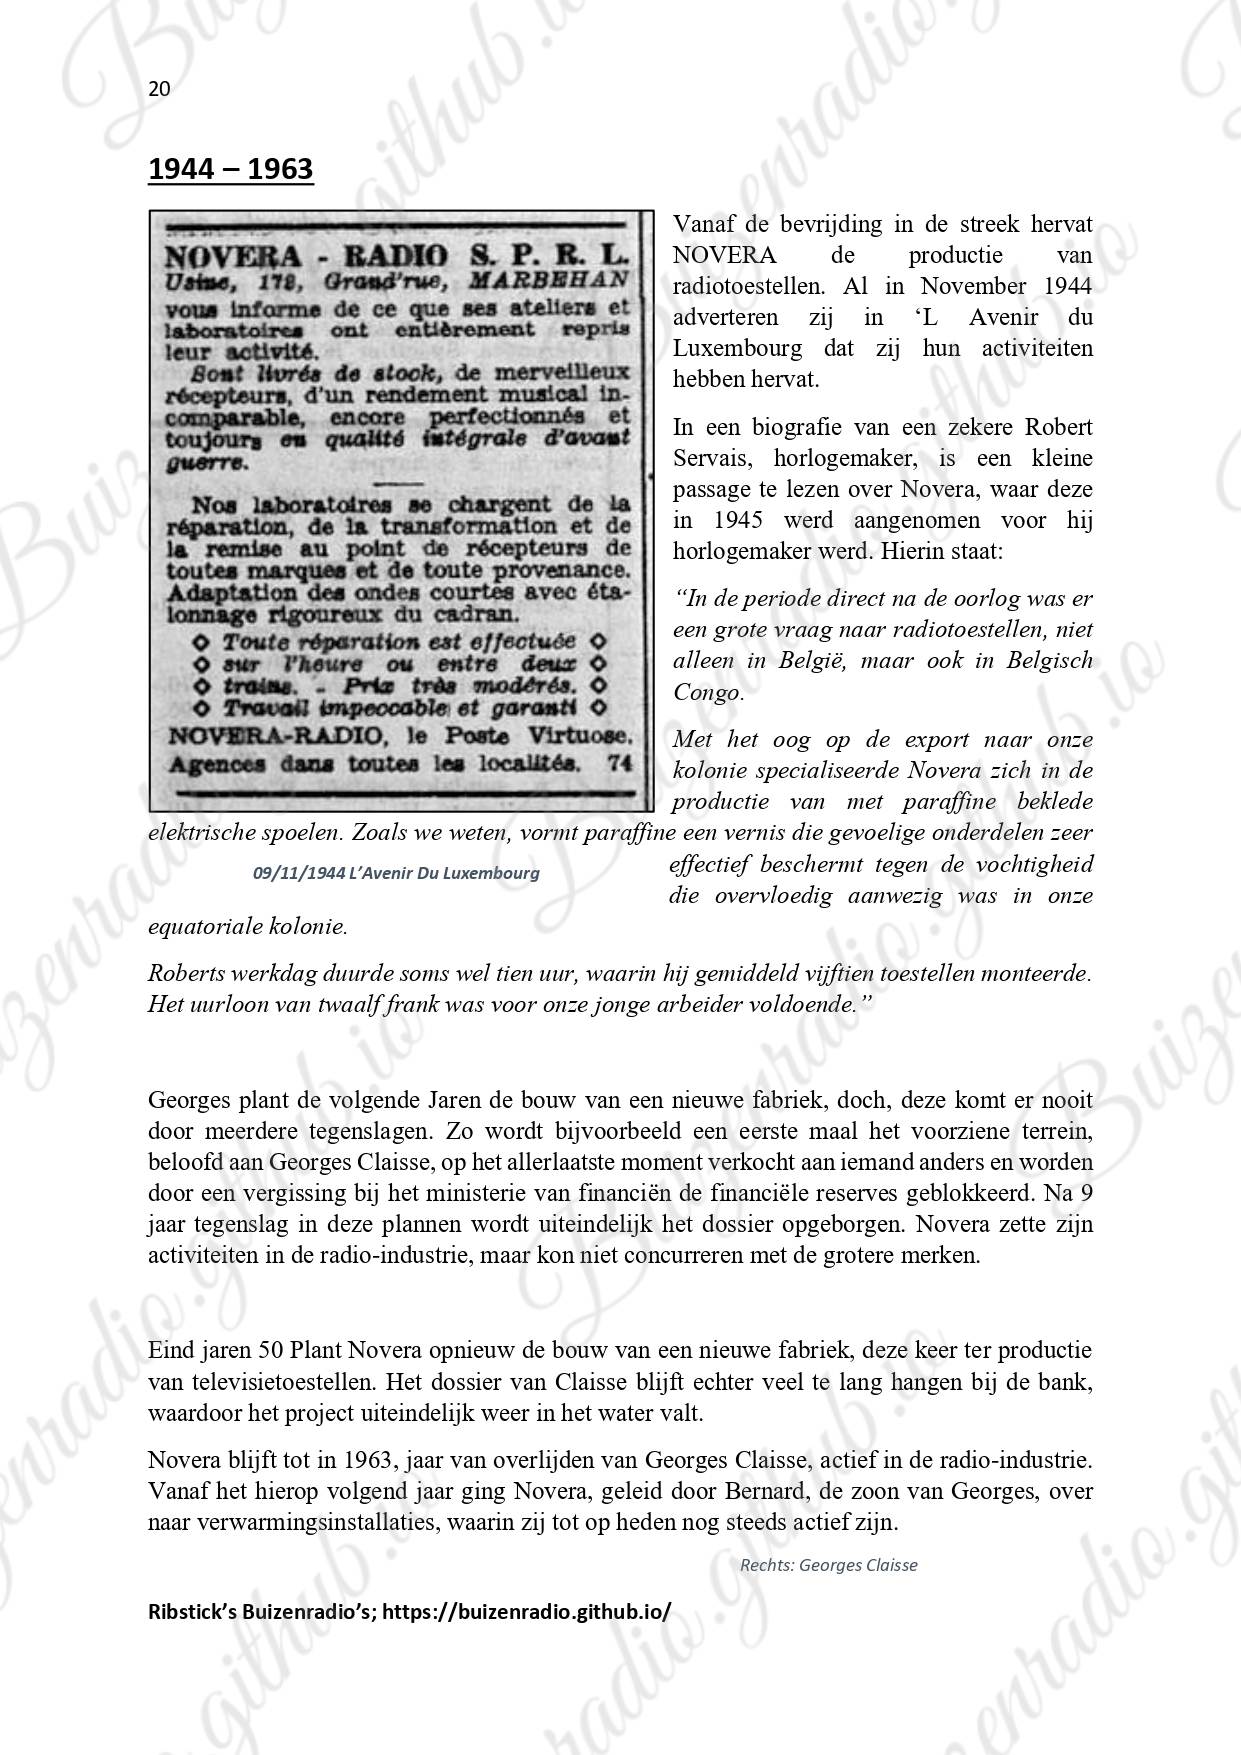 20
1944 – 1963
NOVERA - RADIO S. P. R. L.
Usine, 178, Grand'rue, MARBEHAN
vous informe de ce que ses ateliers et
laboratoires ont entièrement repris
leur activité.
Sont livrés de stock, de merveilleux
récepteurs, d'un rendement musical in-
comparable, encore perfectionnés et
toujours en qualité intégrale d'avant
guerre.
Nos laboratoires se chargent de la
réparation, de la transformation et de
la remise au point de récepteurs de
toutes marques et de toute provenance.
Adaptation des ondes courtes avec éta-
lonnage rigoureux du cadran.
◇ Toute réparation est effectuée ◇
◇ sur l'heure ou entre deux ◇
◇ trains. - Prix très modérés. ◇
◇ Travail impeccable et garanti ◇
NOVERA-RADIO, le Poste Virtuose.
Agences dans toutes les localités. 74
Vanaf de bevrijding in de streek hervat
NOVERA de productie van
radiotoestellen. Al in November 1944
adverteren zij in ‘L Avenir du
Luxembourg dat zij hun activiteiten
hebben hervat.
In een biografie van een zekere Robert
Servais, horlogemaker, is een kleine
passage te lezen over Novera, waar deze
in 1945 werd aangenomen voor hij
horlogemaker werd. Hierin staat:
“In de periode direct na de oorlog was er
een grote vraag naar radiotoestellen, niet
alleen in België, maar ook in Belgisch
Congo.
Met het oog op de export naar onze
kolonie specialiseerde Novera zich in de
productie van met paraffine beklede
elektrische spoelen. Zoals we weten, vormt paraffine een vernis die gevoelige onderdelen zeer
effectief beschermt tegen de vochtigheid
09/11/1944 L’Avenir Du Luxembourg
die overvloedig aanwezig was in onze
equatoriale kolonie.
Roberts werkdag duurde soms wel tien uur, waarin hij gemiddeld vijftien toestellen monteerde.
Het uurloon van twaalf frank was voor onze jonge arbeider voldoende.”
Georges plant de volgende Jaren de bouw van een nieuwe fabriek, doch, deze komt er nooit
door meerdere tegenslagen. Zo wordt bijvoorbeeld een eerste maal het voorziene terrein,
beloofd aan Georges Claisse, op het allerlaatste moment verkocht aan iemand anders en worden
door een vergissing bij het ministerie van financiën de financiële reserves geblokkeerd. Na 9
jaar tegenslag in deze plannen wordt uiteindelijk het dossier opgeborgen. Novera zette zijn
activiteiten in de radio-industrie, maar kon niet concurreren met de grotere merken.
Eind jaren 50 Plant Novera opnieuw de bouw van een nieuwe fabriek, deze keer ter productie
van televisietoestellen. Het dossier van Claisse blijft echter veel te lang hangen bij de bank,
waardoor het project uiteindelijk weer in het water valt.
Novera blijft tot in 1963, jaar van overlijden van Georges Claisse, actief in de radio-industrie.
Vanaf het hierop volgend jaar ging Novera, geleid door Bernard, de zoon van Georges, over
naar verwarmingsinstallaties, waarin zij tot op heden nog steeds actief zijn.
Rechts: Georges Claisse
Ribstick’s Buizenradio’s; https://buizenradio.github.io/
Buizenradio.github.io